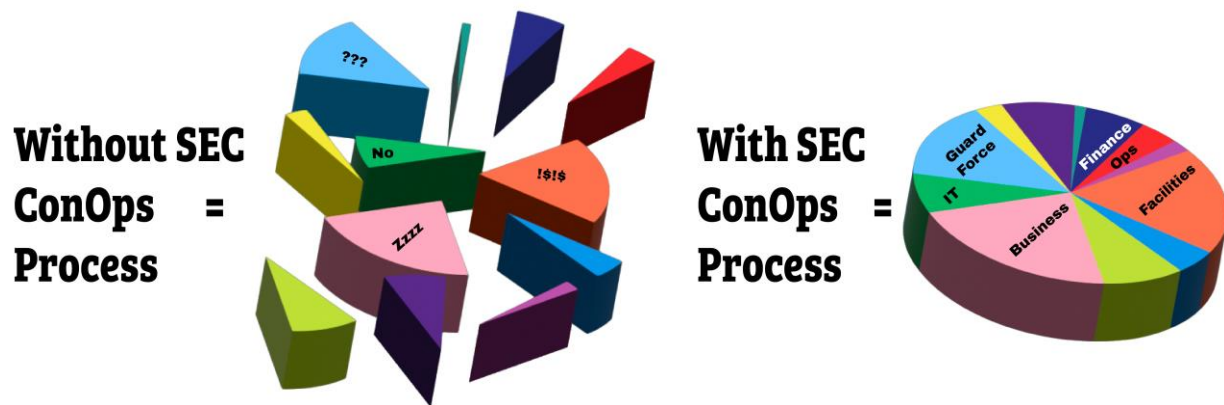 Without SEC
ConOps =
Process
???
No
!$!$
Zzzz
With SEC
ConOps =
Process
Guard
Force
Finance
Ops
IT
Facilities
Business